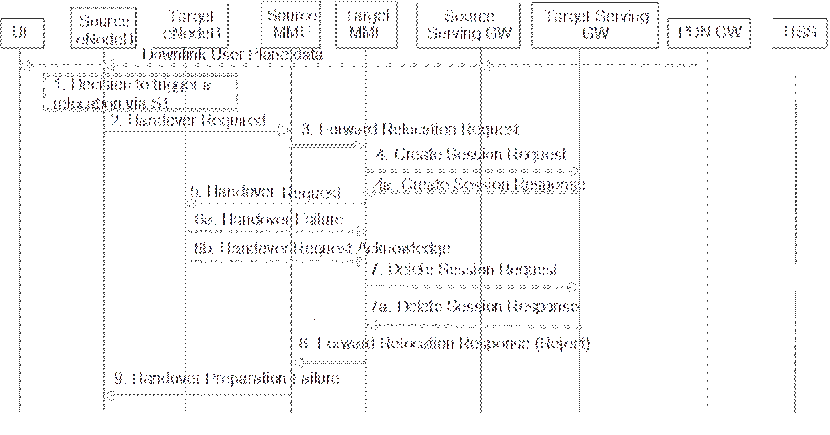 UE
Source eNodeB
Target eNodeB
Source MME
Target MME
Source Serving GW
Target Serving GW
PDN GW
HSS
Downlink User Plane data
1. Decision to trigger a relocation via S1
2. Handover Required
3. Forward Relocation Request
4. Create Session Request
4a. Create Session Response
5. Handover Request
6a. Handover Failure
6b. Handover Request Acknowledge
7. Delete Session Request
7a. Delete Session Response
8. Forward Relocation Response (Reject)
9. Handover Preparation Failure